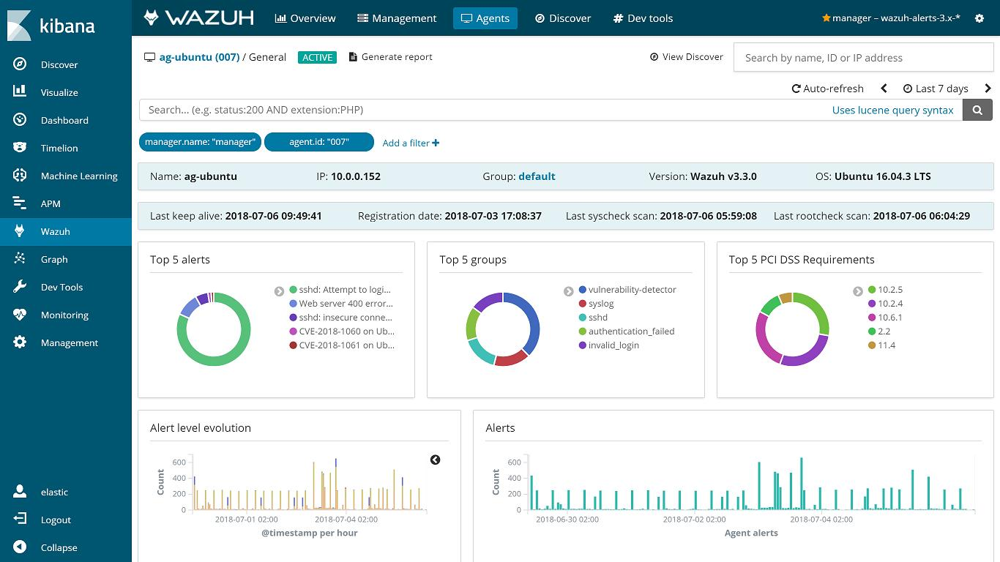 kibana
Discover
Visualize
Dashboard
Timelion
Machine Learning
APM
Wazuh
Graph
Dev Tools
Monitoring
Management
elastic
Logout
Collapse
WAZUH Overview Management Agents Discover # Dev tools manager – wazuh-alerts-3.x-*
ag-ubuntu (007) / General ACTIVE Generate report View Discover Search by name, ID or IP address
Auto-refresh Last 7 days
Search... (e.g. status:200 AND extension:PHP) Uses lucene query syntax
manager.name: "manager" agent.id: "007" Add a filter +
Name: ag-ubuntu IP: 10.0.0.152 Group: default Version: Wazuh v3.3.0 OS: Ubuntu 16.04.3 LTS
Last keep alive: 2018-07-06 09:49:41 Registration date: 2018-07-03 17:08:37 Last syscheck scan: 2018-07-06 05:59:08 Last rootcheck scan: 2018-07-06 06:04:29
Top 5 alerts
sshd: Attempt to logi...
Web server 400 error...
sshd: insecure conne...
CVE-2018-1060 on Ub...
CVE-2018-1061 on Ub...
Top 5 groups
vulnerability-detector
syslog
sshd
authentication_failed
invalid_login
Top 5 PCI DSS Requirements
10.2.5
10.2.4
10.6.1
2.2
11.4
Alert level evolution
Count
600
400
200
0
2018-07-01 02:00 2018-07-04 02:00
@timestamp per hour
Alerts
Count
600
400
200
0
2018-06-30 02:00 2018-07-02 02:00 2018-07-04 02:00
Agent alerts